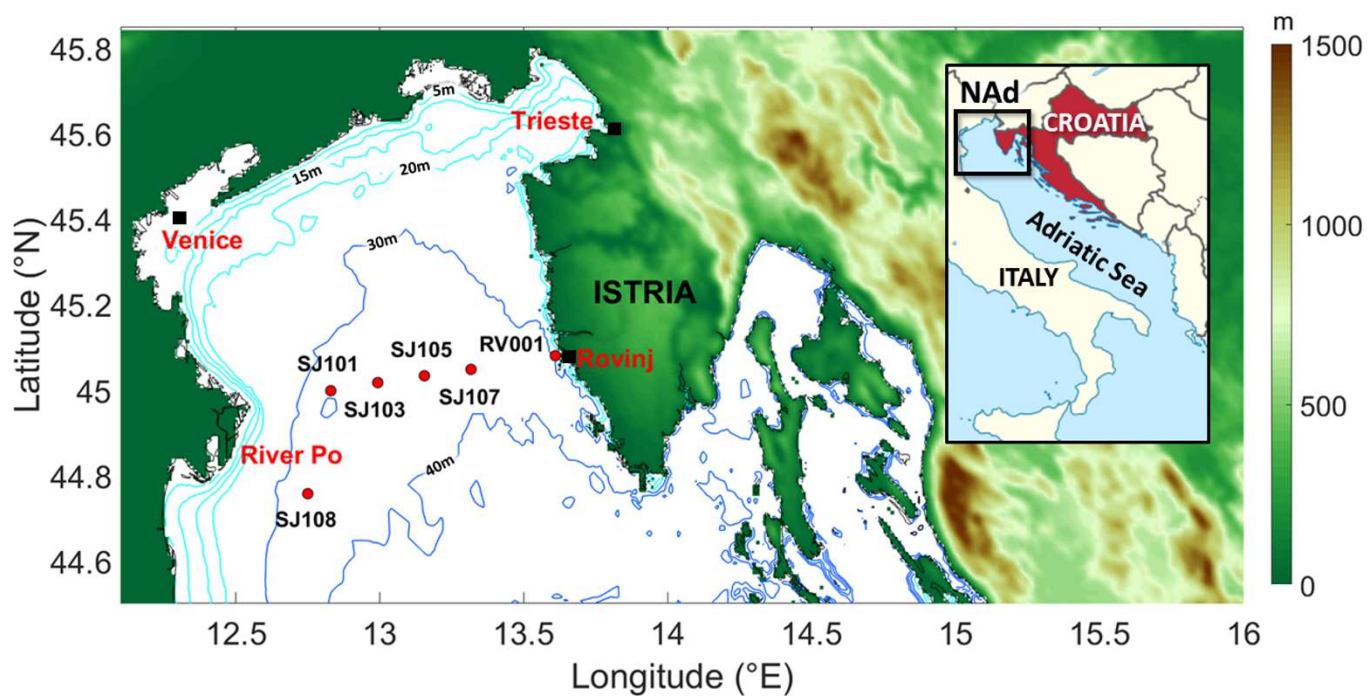 m
45.8
45.6
45.4
45.2
45
44.8
44.6
Latitude (°N)
5m
Trieste
15m
20m
Venice
30m
ISTRIA
SJ101
SJ105
RV001
Rovinj
SJ103
SJ107
River Po
40m
SJ108
NAd
CROATIA
Adriatic Sea
ITALY
1500
1000
500
0
12.5
13
13.5
14
14.5
15
15.5
16
Longitude (°E)